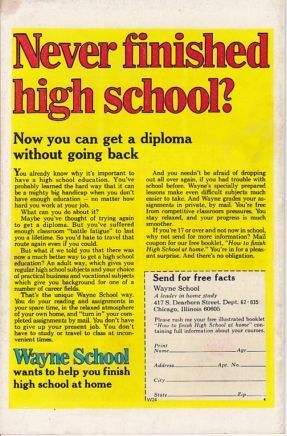 Never finished
high school?
Now you can get a diploma
without going back
You already know why it's important to
have a high school education. You've
probably learned the hard way that it can
be a mighty big handicap when you don't
have enough education – no matter how
hard you work at your job.
What can you do about it?
Maybe you've thought of trying again
to get a diploma. But you've suffered
enough classroom "battle fatigue" to last
you a lifetime. So you'd hate to travel that
route again even if you could.
But what if we told you that there was
now a much better way to get a high school
education? An adult way, which gives you
regular high school subjects and your choice
of practical business and vocational subjects
which give you background for one of a
number of career fields.
That's the unique Wayne School way.
You do your reading and assignments in
your spare time, in the relaxed atmosphere
of your own home, and "turn in" your com-
pleted assignments by mail. You don't have
to give up your present job. You don't
have to study or travel to class at incon-
venient times.
Wayne School
wants to help you finish
high school at home
And you needn't be afraid of dropping
out all over again, if you had trouble with
school before. Wayne's specially prepared
lessons make even difficult subjects much
easier to take. And Wayne grades your as-
signments in private, by mail. You're free
from competitive classroom pressures. You
stay relaxed, and your progress is much
smoother.
If you're 17 or over and not now in school,
why not send for more information? Mail
coupon for our free booklet, "How to finish
High School at home." You're in for a pleas-
ant surprise. And there's no obligation.
Send for free facts
Wayne School
A leader in home study
417 S. Dearborn Street, Dept. 62-035
Chicago, Illinois 60605
Please rush me your free illustrated booklet
"How to finish High School at home" con-
taining full information about your courses.
Print
Name Age
Address Apt. No.
City
State Zip
W24